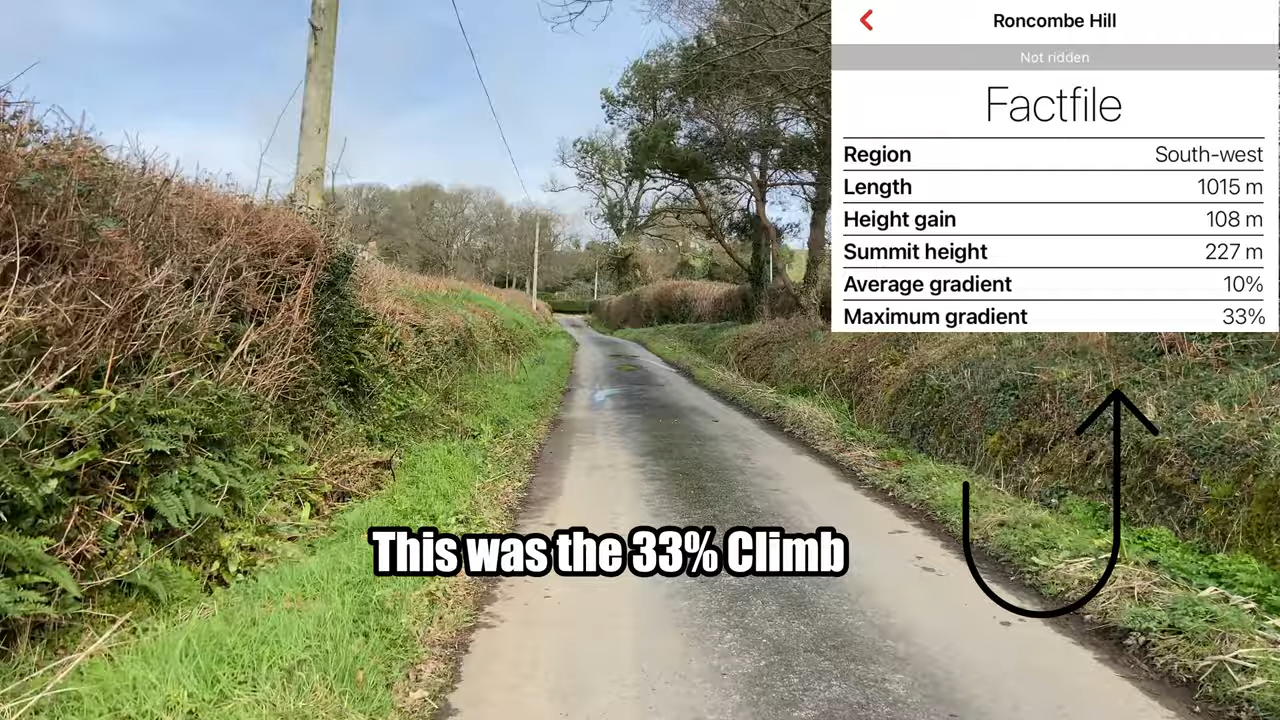 Roncombe Hill
Not ridden
Factfile
Region South-west
Length 1015 m
Height gain 108 m
Summit height 227 m
Average gradient 10%
Maximum gradient 33%
This was the 33% Climb